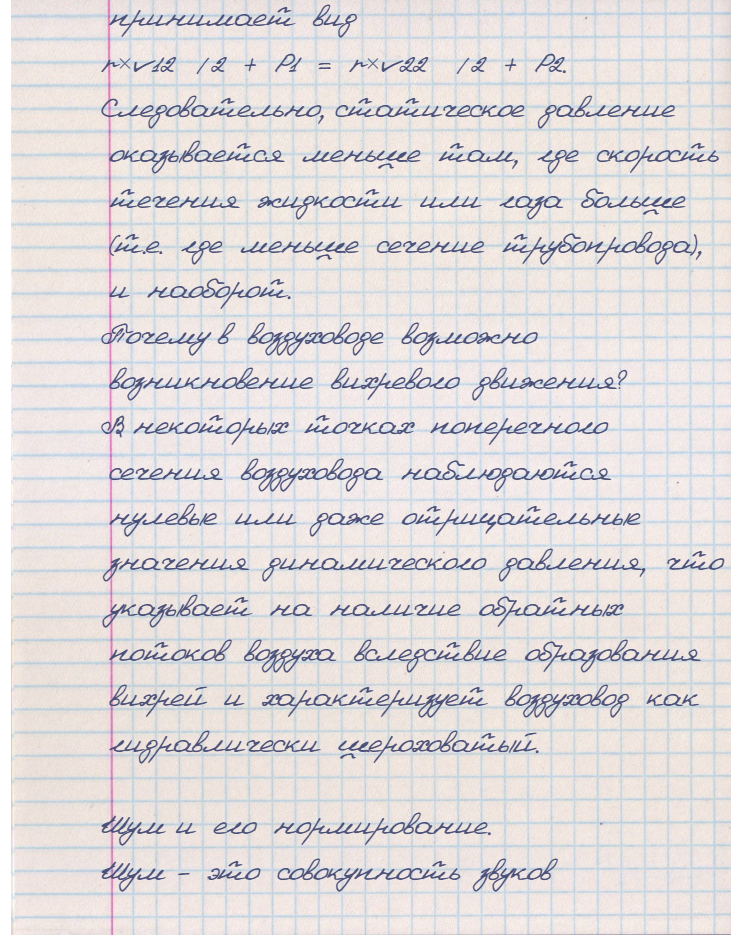 принимает вид
r×v12 /2 + P1 = r×v22 /2 + P2.
Следовательно, статическое давление
оказывается меньше там, где скорость
течения жидкости или газа больше
(т.е. где меньше сечение трубопровода),
и наоборот.
Почему в воздуховоде возможно
возникновение вихревого движения?
В некоторых точках поперечного
сечения воздуховода наблюдаются
нулевые или даже отрицательные
значения динамического давления, что
указывает на наличие обратных
потоков воздуха вследствие образования
вихрей и характеризует воздуховод как
гидравлически шероховатый.
Шум и его нормирование.
Шум – это совокупность звуков